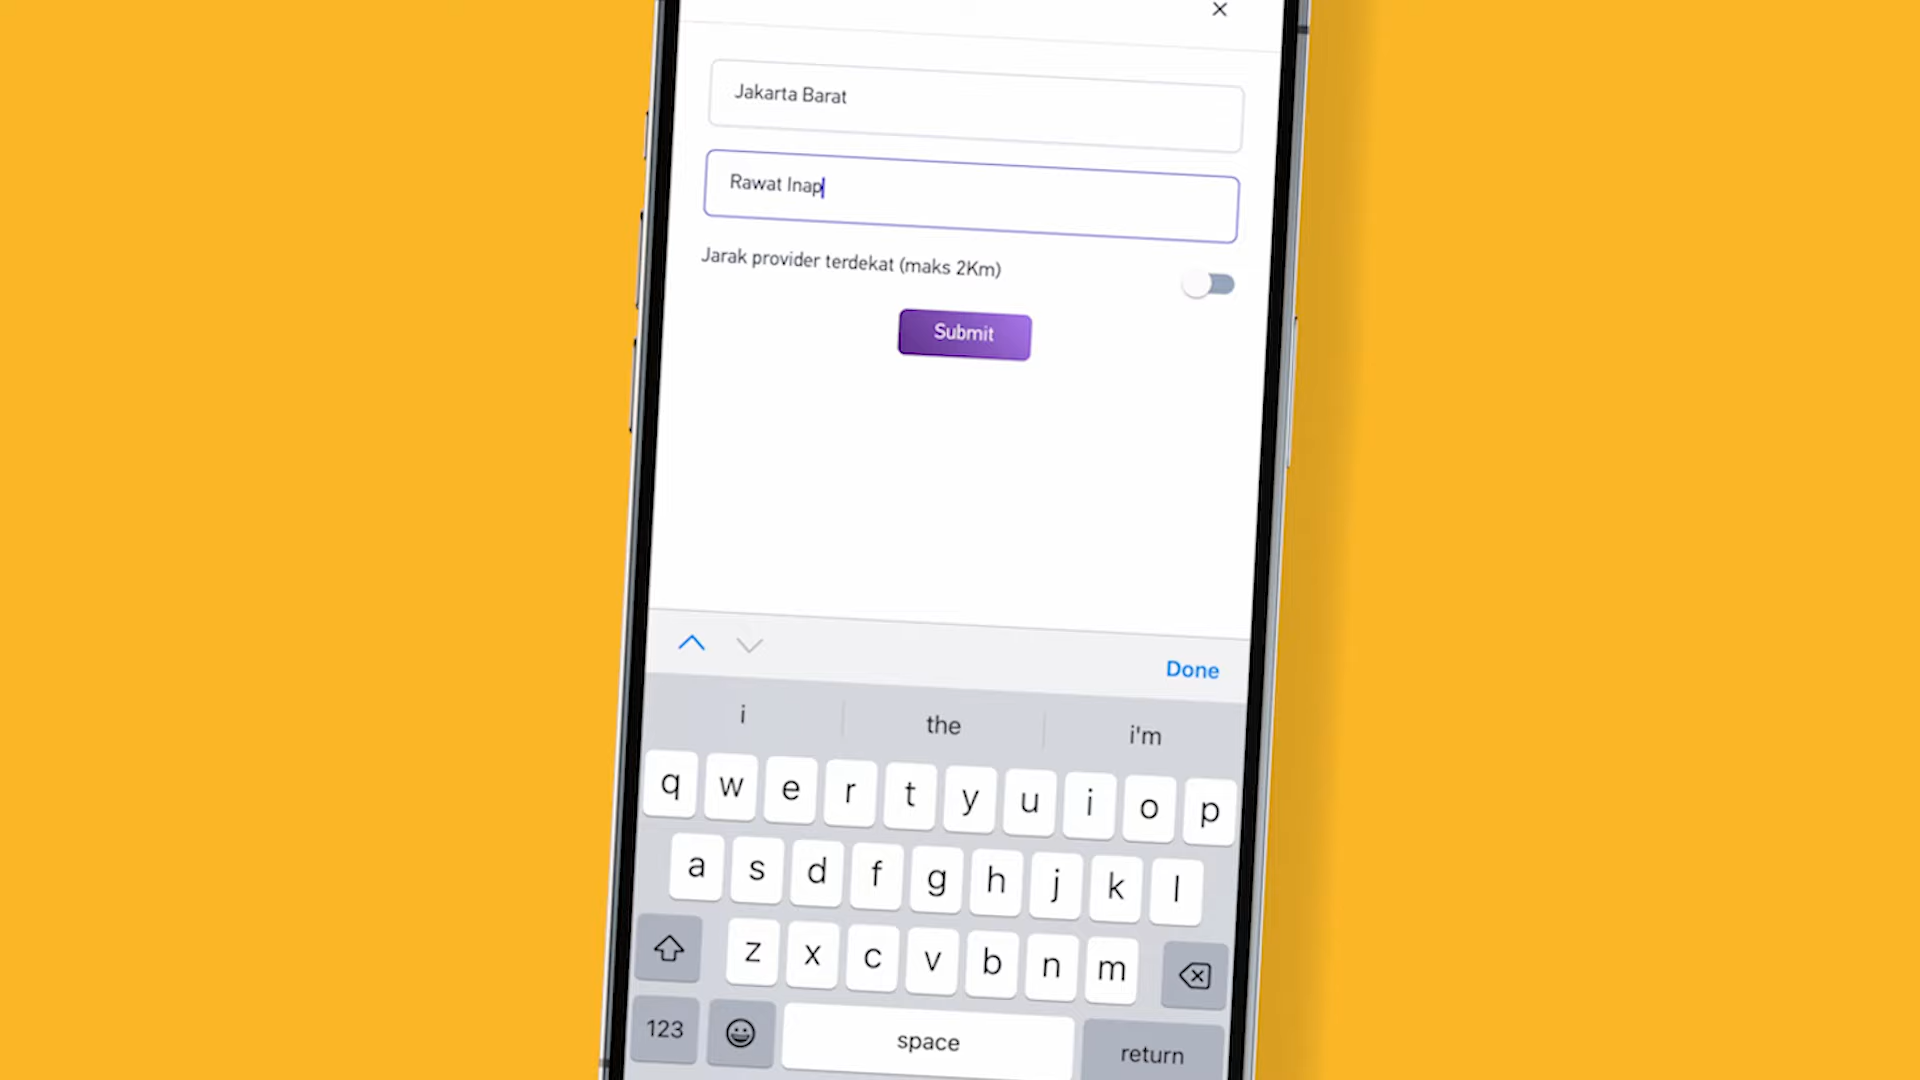 Jakarta Barat
Rawat Inap
Jarak provider terdekat (maks 2Km)
Submit
Done
i the i'm
q w e r t y u i o p
a s d f g h j k l
z x c v b n m
123 space return